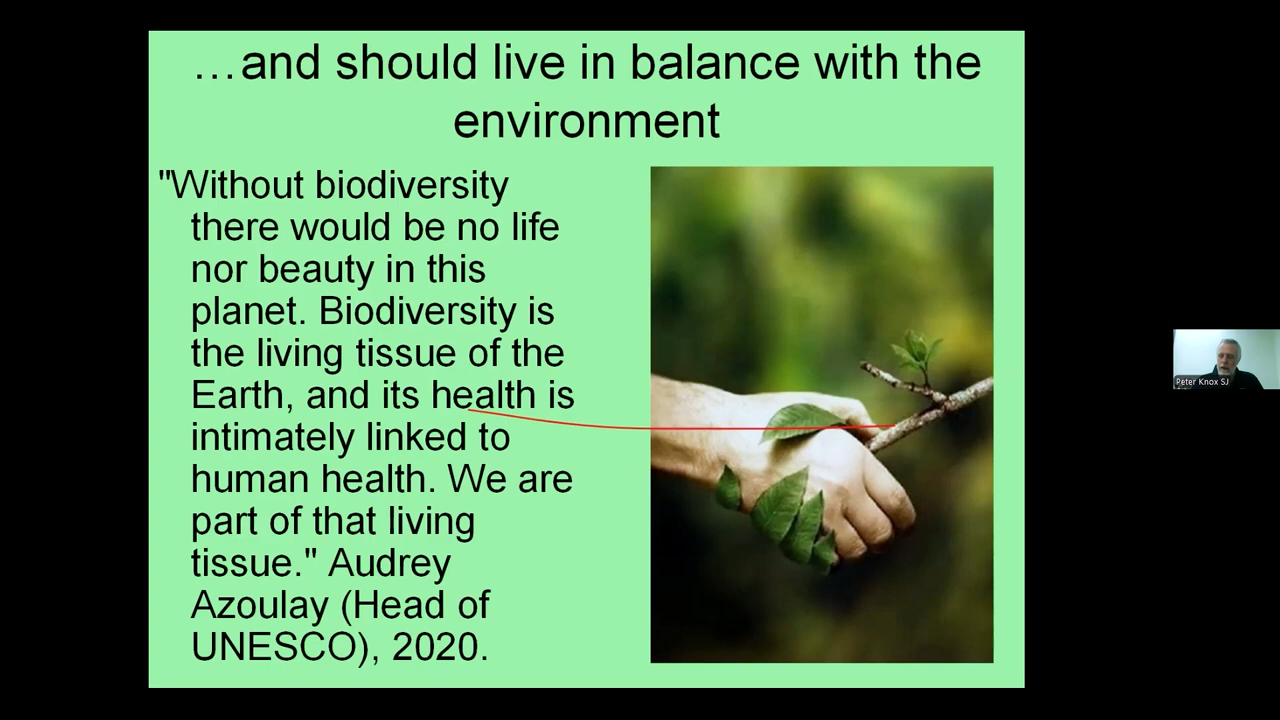 …and should live in balance with the
environment
"Without biodiversity
there would be no life
nor beauty in this
planet. Biodiversity is
the living tissue of the
Earth, and its health is
intimately linked to
human health. We are
part of that living
tissue." Audrey
Azoulay (Head of
UNESCO), 2020.
Peter Knox SJ